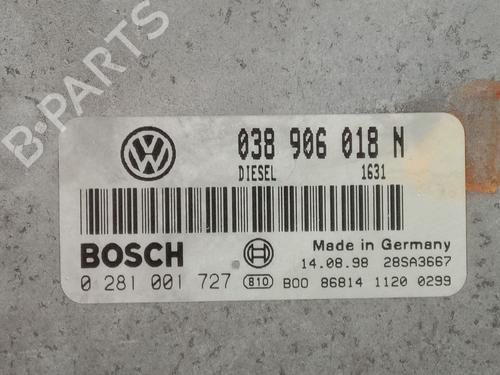 B-PARTS
VW
038 906 018 N
DIESEL 1631
BOSCH
Made in Germany
14.08.98 28SA3667
0 281 001 727 810 B00 86814 1120 0299